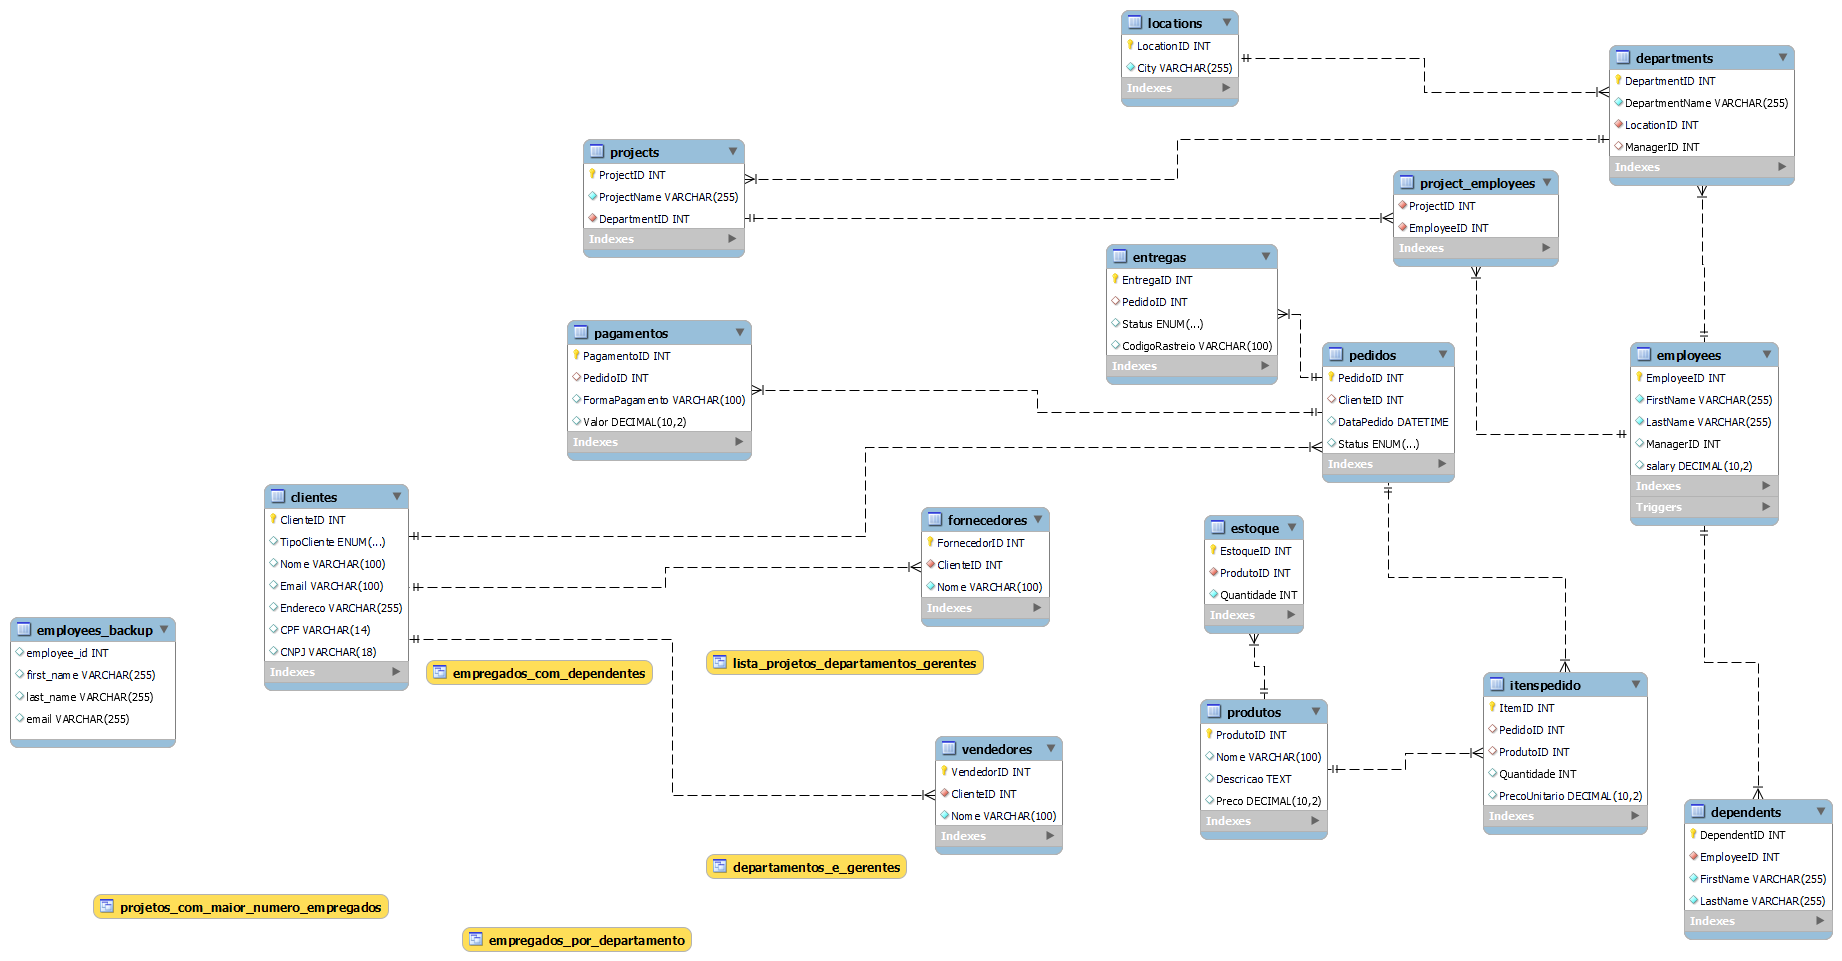 locations
LocationID INT
City VARCHAR(255)
Indexes
departments
DepartmentID INT
DepartmentName VARCHAR(255)
LocationID INT
ManagerID INT
Indexes
projects
ProjectID INT
ProjectName VARCHAR(255)
DepartmentID INT
Indexes
project_employees
ProjectID INT
EmployeeID INT
Indexes
entregas
EntregaID INT
PedidoID INT
Status ENUM(...)
CodigoRastreio VARCHAR(100)
Indexes
pagamentos
PagamentoID INT
PedidoID INT
FormaPagamento VARCHAR(100)
Valor DECIMAL(10,2)
Indexes
pedidos
PedidoID INT
ClienteID INT
DataPedido DATETIME
Status ENUM(...)
Indexes
employees
EmployeeID INT
FirstName VARCHAR(255)
LastName VARCHAR(255)
ManagerID INT
salary DECIMAL(10,2)
Indexes
Triggers
clientes
ClienteID INT
TipoCliente ENUM(...)
Nome VARCHAR(100)
Email VARCHAR(100)
Endereco VARCHAR(255)
CPF VARCHAR(14)
CNPJ VARCHAR(18)
Indexes
fornecedores
FornecedorID INT
ClienteID INT
Nome VARCHAR(100)
Indexes
estoque
EstoqueID INT
ProdutoID INT
Quantidade INT
Indexes
employees_backup
employee_id INT
first_name VARCHAR(255)
last_name VARCHAR(255)
email VARCHAR(255)
empregados_com_dependentes
lista_projetos_departamentos_gerentes
itenspedido
ItemID INT
PedidoID INT
ProdutoID INT
Quantidade INT
PrecoUnitario DECIMAL(10,2)
Indexes
produtos
ProdutoID INT
Nome VARCHAR(100)
Descricao TEXT
Preco DECIMAL(10,2)
Indexes
vendedores
VendedorID INT
ClienteID INT
Nome VARCHAR(100)
Indexes
dependents
DependentID INT
EmployeeID INT
FirstName VARCHAR(255)
LastName VARCHAR(255)
Indexes
departamentos_e_gerentes
projetos_com_maior_numero_empregados
empregados_por_departamento